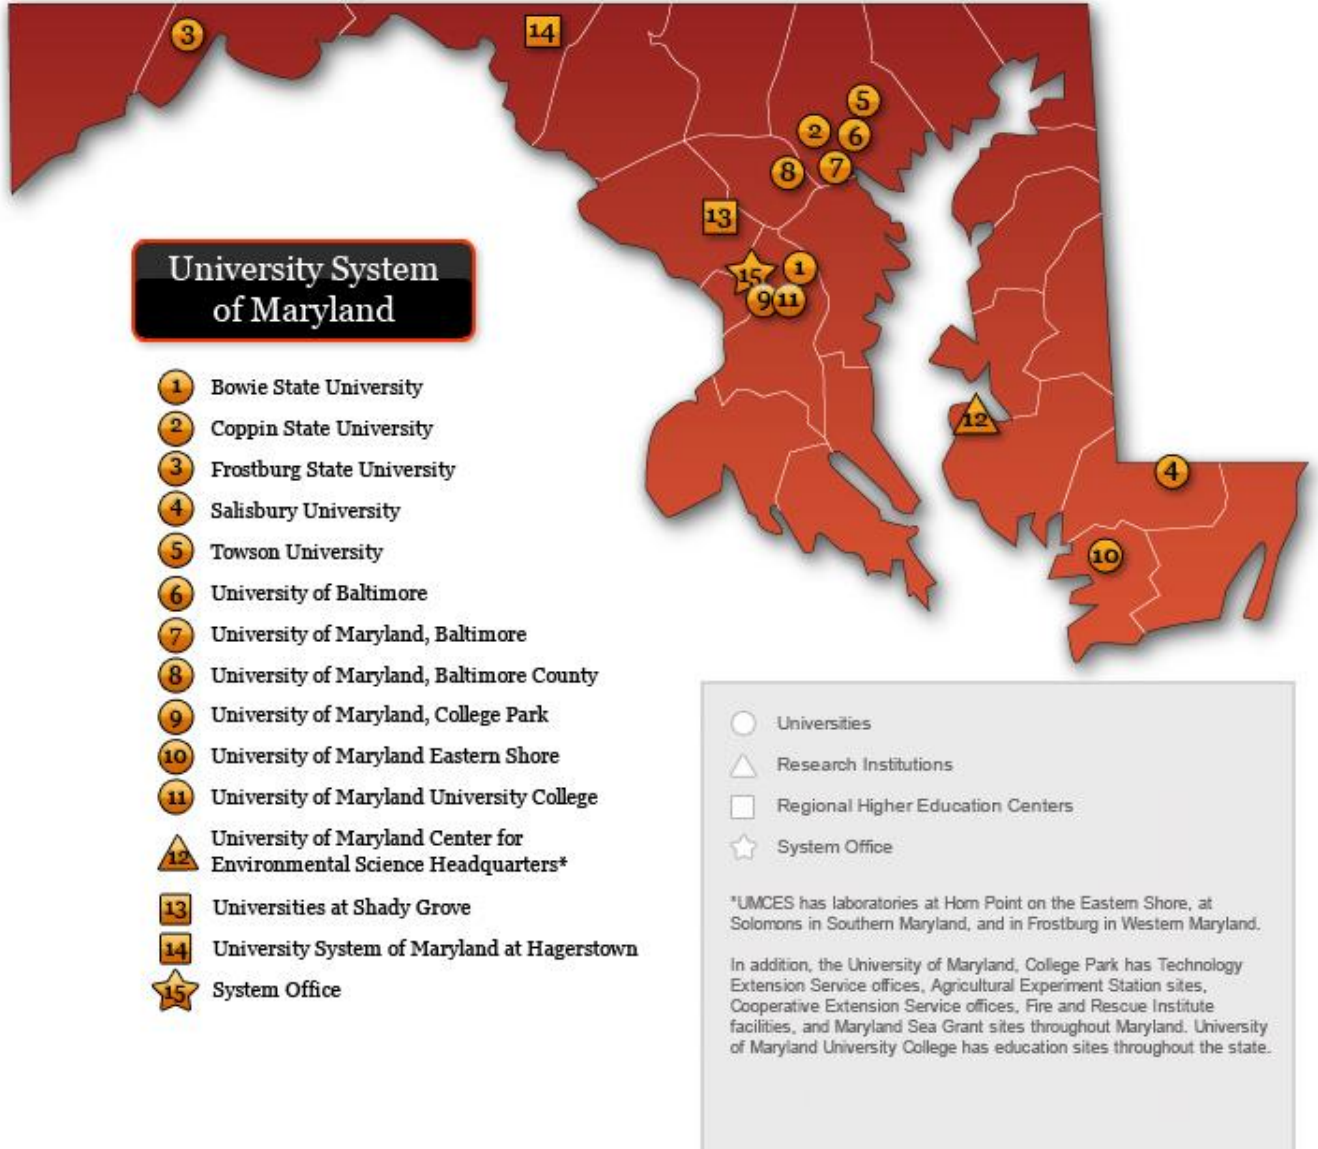 3
14
5
2
6
8
7
13
15
1
9
11
12
4
10
University System
of Maryland
1 Bowie State University
2 Coppin State University
3 Frostburg State University
4 Salisbury University
5 Towson University
6 University of Baltimore
7 University of Maryland, Baltimore
8 University of Maryland, Baltimore County
9 University of Maryland, College Park
10 University of Maryland Eastern Shore
11 University of Maryland University College
12 University of Maryland Center for
Environmental Science Headquarters*
13 Universities at Shady Grove
14 University System of Maryland at Hagerstown
15 System Office
Universities
Research Institutions
Regional Higher Education Centers
System Office
*UMCES has laboratories at Horn Point on the Eastern Shore, at
Solomons in Southern Maryland, and in Frostburg in Western Maryland.
In addition, the University of Maryland, College Park has Technology
Extension Service offices, Agricultural Experiment Station sites,
Cooperative Extension Service offices, Fire and Rescue Institute
facilities, and Maryland Sea Grant sites throughout Maryland. University
of Maryland University College has education sites throughout the state.